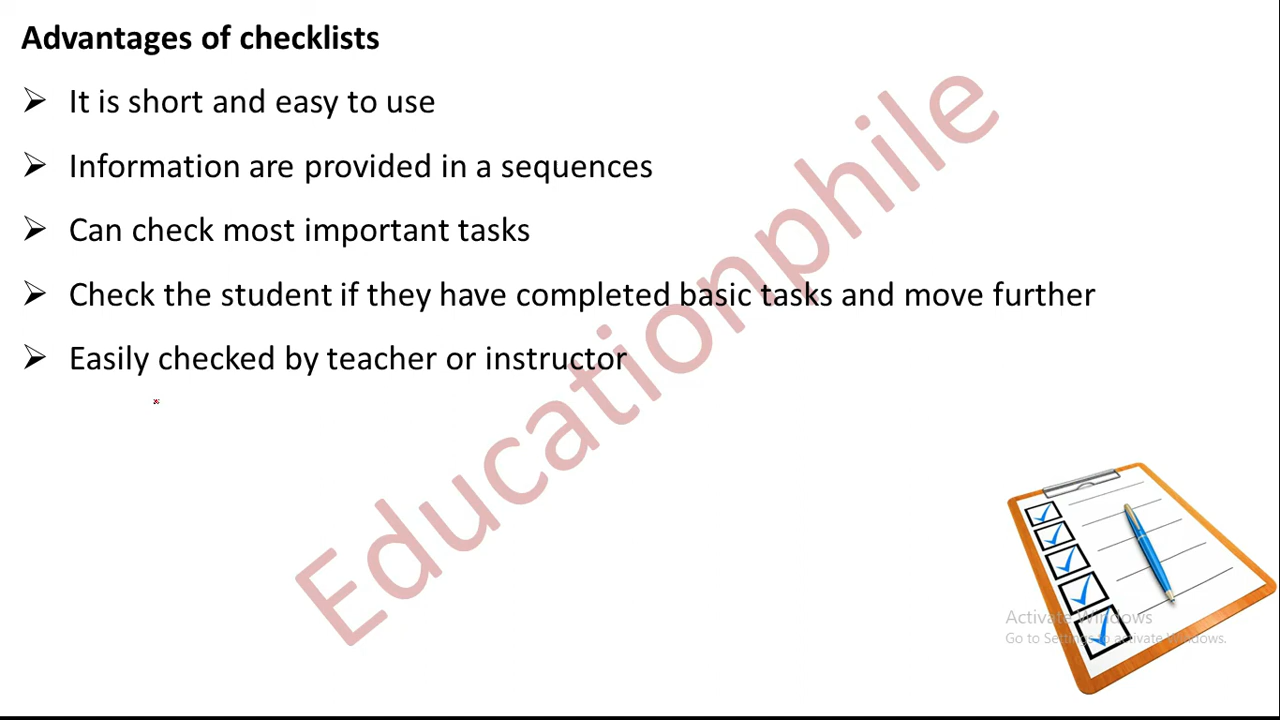 Advantages of checklists
It is short and easy to use
Information are provided in a sequences
Can check most important tasks
Check the student if they have completed basic tasks and move further
Easily checked by teacher or instructor
Educationphile
Activate Windows
Go to Settings to activate Windows.